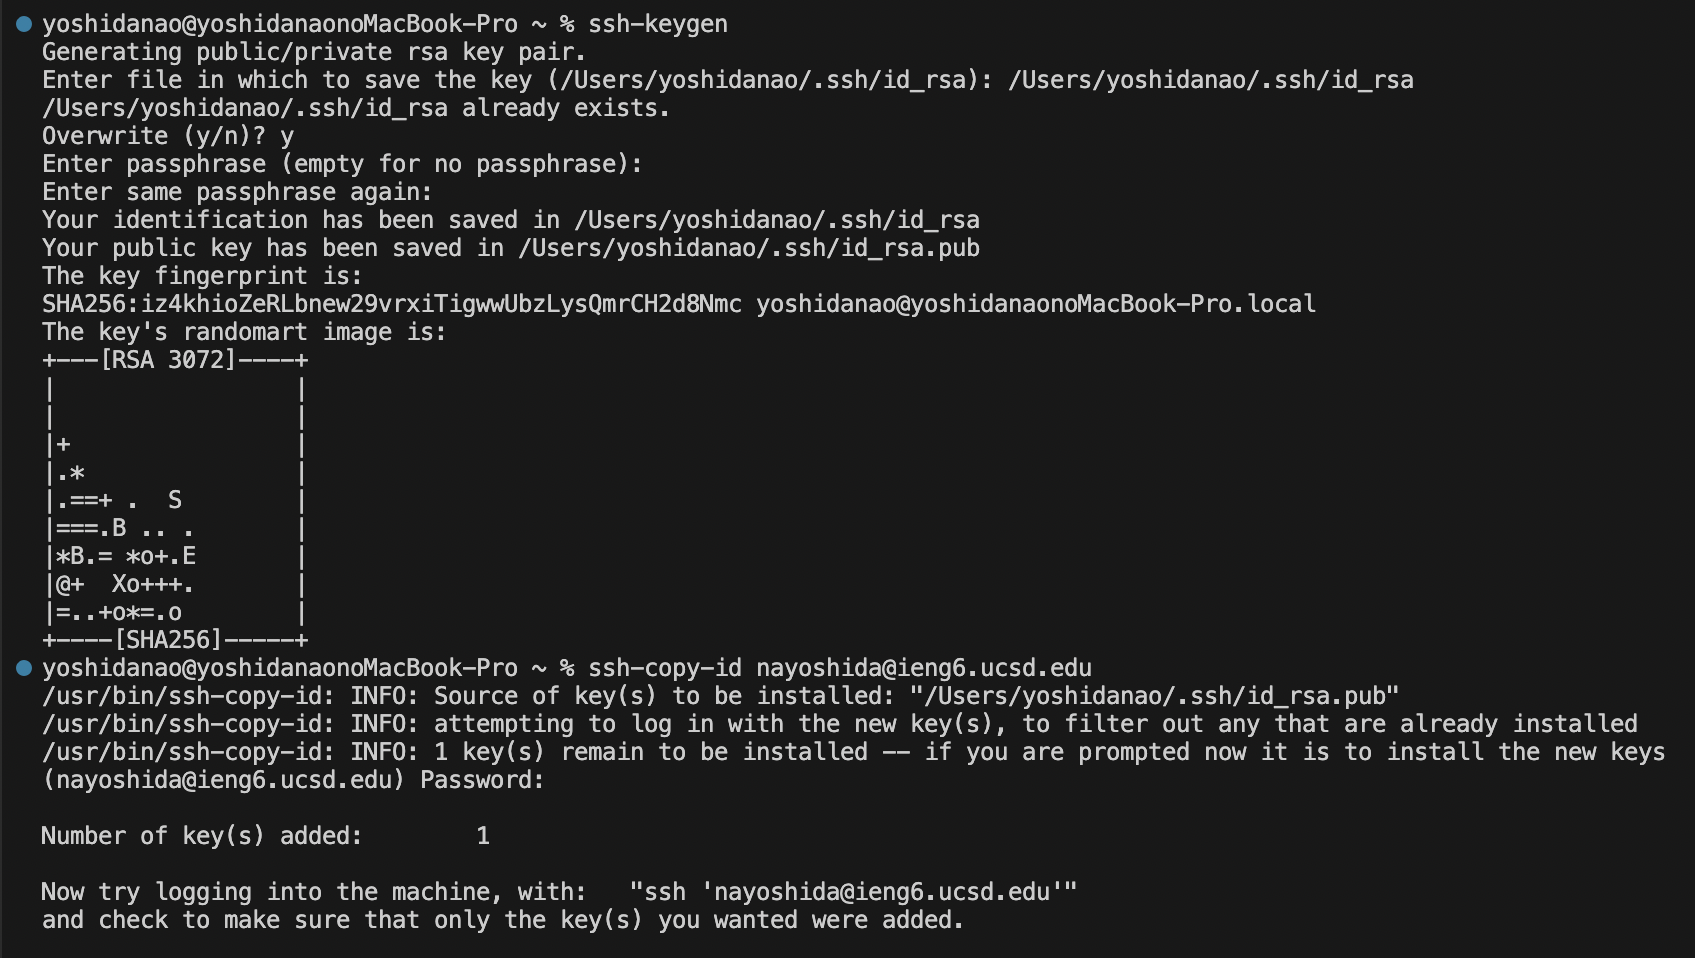 yoshidanao@yoshidanaonoMacBook-Pro ~ % ssh-keygen
Generating public/private rsa key pair.
Enter file in which to save the key (/Users/yoshidanao/.ssh/id_rsa): /Users/yoshidanao/.ssh/id_rsa
/Users/yoshidanao/.ssh/id_rsa already exists.
Overwrite (y/n)? y
Enter passphrase (empty for no passphrase):
Enter same passphrase again:
Your identification has been saved in /Users/yoshidanao/.ssh/id_rsa
Your public key has been saved in /Users/yoshidanao/.ssh/id_rsa.pub
The key fingerprint is:
SHA256:iz4khioZeRLbnew29vrxiTigwwUbzLysQmrCH2d8Nmc yoshidanao@yoshidanaonoMacBook-Pro.local
The key's randomart image is:
+---[RSA 3072]----+
|                 |
|                 |
|+                |
|.*               |
|.==+ .  S        |
|===.B .. .       |
|*B.= *o+.E       |
|@+  Xo+++.       |
|=..+o*=.o        |
+----[SHA256]-----+
yoshidanao@yoshidanaonoMacBook-Pro ~ % ssh-copy-id nayoshida@ieng6.ucsd.edu
/usr/bin/ssh-copy-id: INFO: Source of key(s) to be installed: "/Users/yoshidanao/.ssh/id_rsa.pub"
/usr/bin/ssh-copy-id: INFO: attempting to log in with the new key(s), to filter out any that are already installed
/usr/bin/ssh-copy-id: INFO: 1 key(s) remain to be installed -- if you are prompted now it is to install the new keys
(nayoshida@ieng6.ucsd.edu) Password:
Number of key(s) added:        1
Now try logging into the machine, with:   "ssh 'nayoshida@ieng6.ucsd.edu'"
and check to make sure that only the key(s) you wanted were added.